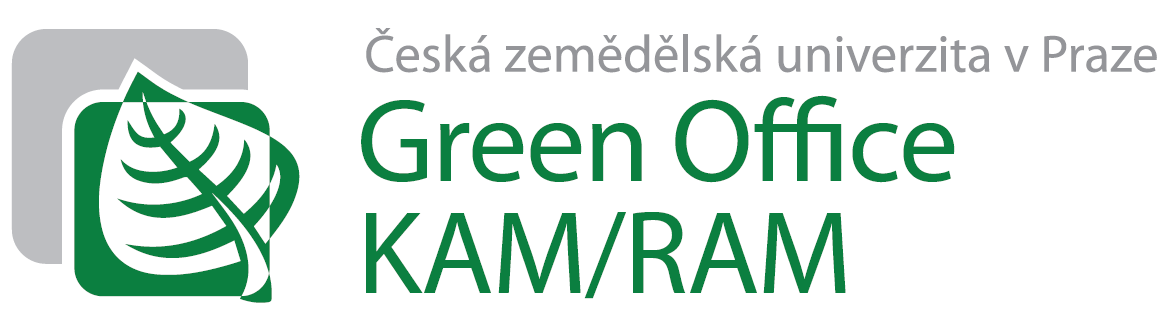 Česká zemědělská univerzita v Praze
Green Office
KAM/RAM